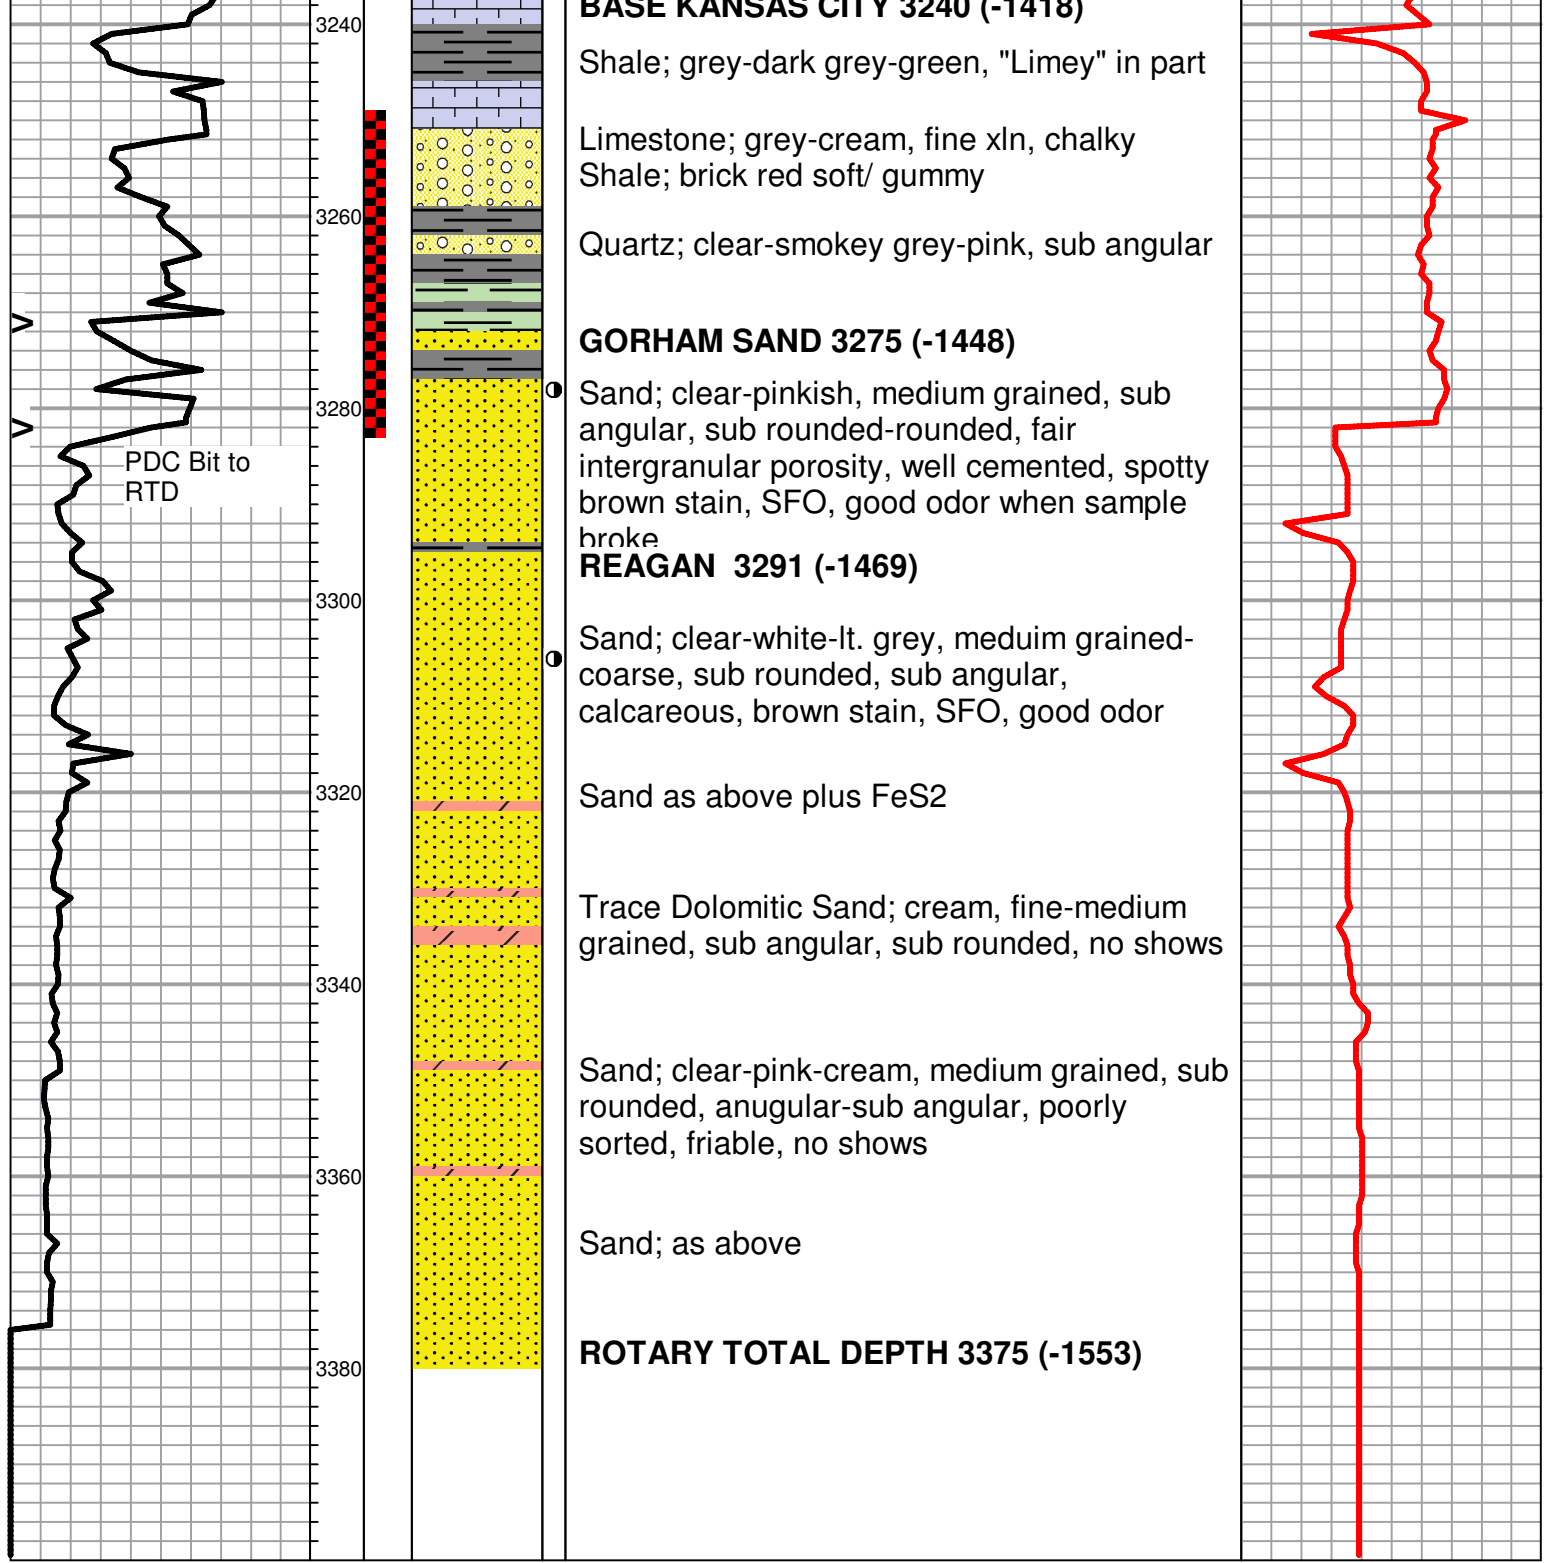 BASE KANSAS CITY 3240 (-1418)
3240
Shale; grey-dark grey-green, "Limey" in part
Limestone; grey-cream, fine xln, chalky
Shale; brick red soft/ gummy
3260
Quartz; clear-smokey grey-pink, sub angular
>
GORHAM SAND 3275 (-1448)
3280
Sand; clear-pinkish, medium grained, sub
angular, sub rounded-rounded, fair
intergranular porosity, well cemented, spotty
brown stain, SFO, good odor when sample
broke
>
PDC Bit to
RTD
REAGAN  3291 (-1469)
3300
Sand; clear-white-lt. grey, meduim grained-
coarse, sub rounded, sub angular,
calcareous, brown stain, SFO, good odor
3320
Sand as above plus FeS2
Trace Dolomitic Sand; cream, fine-medium
grained, sub angular, sub rounded, no shows
3340
Sand; clear-pink-cream, medium grained, sub
rounded, anugular-sub angular, poorly
sorted, friable, no shows
3360
Sand; as above
ROTARY TOTAL DEPTH 3375 (-1553)
3380